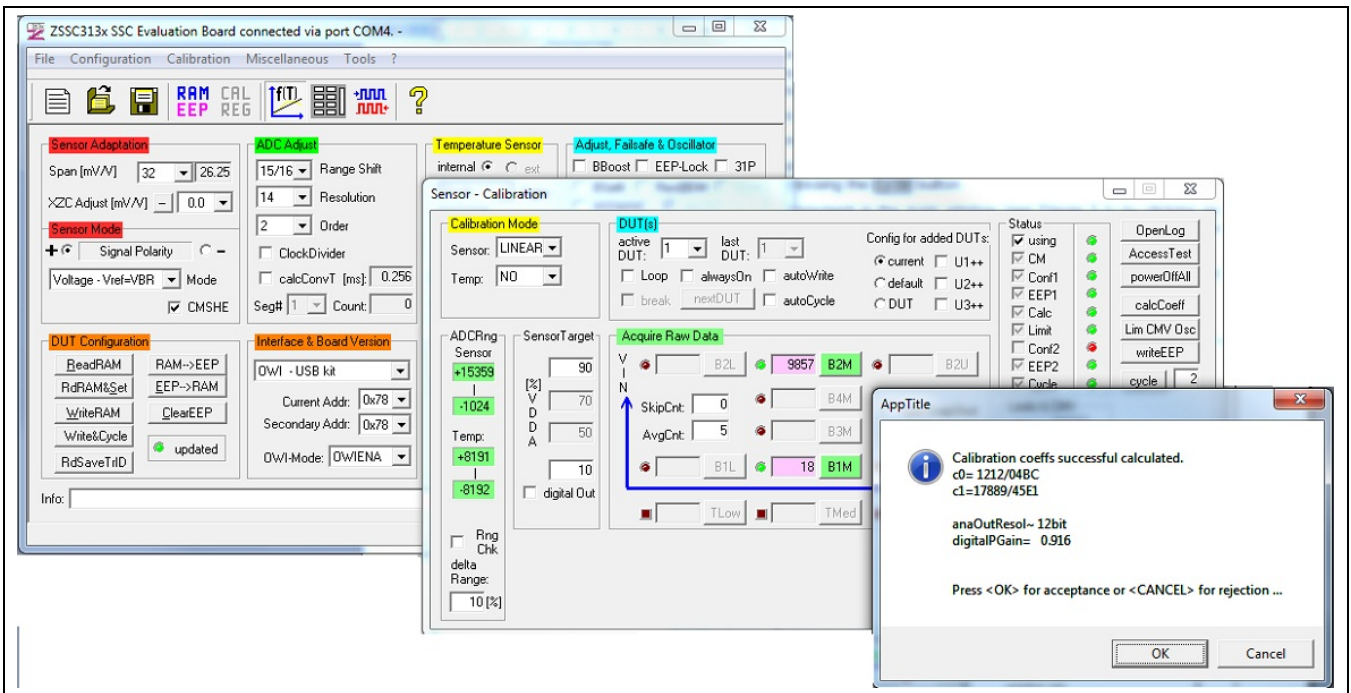 ZSSC313x SSC Evaluation Board connected via port COM4. -
File Configuration Calibration Miscellaneous Tools ?
RAM EEP
CAL REG
f(T)
?
Sensor Adaptation
Span [mV/V] 32 26.25
XZC Adjust [mV/V] - 0.0
Sensor Mode
+ Signal Polarity -
Voltage - Vref=VBR Mode
CMSHE
ADC Adjust
15/16 Range Shift
14 Resolution
2 Order
ClockDivider
calcConvT [ms]: 0.256
Seg# 1 Count: 0
Temperature Sensor
internal ext
Adjust, Failsafe & Oscillator
BBoost EEP-Lock 31P
DUT Configuration
ReadRAM RAM-->EEP
RdRAM&Set EEP->RAM
WriteRAM ClearEEP
Write&Cycle updated
RdSaveTrID
Interface & Board Version
OWI - USB kit
Current Addr: 0x78
Secondary Addr: 0x78
OWI-Mode: OWIENA
Info:
Sensor - Calibration
Calibration Mode
Sensor: LINEAR
Temp: NO
DUT(s)
active DUT: 1 last DUT: 1
Loop alwaysOn autoWrite
break nextDUT autoCycle
Config for added DUTs:
current U1++
default U2++
DUT U3++
Status
using
CM
Conf1
EEP1
Calc
Limit
Conf2
EEP2
Cycle
OpenLog
AccessTest
powerOffAll
calcCoeff
Lim CMV Osc
writeEEP
cycle 2
ADCRng
Sensor
+15359
|
-1024
Temp:
+8191
|
-8192
Rng Chk
delta
Range:
10 [%]
SensorTarget
[%] VDDA
90
70
50
10
digital Out
Acquire Raw Data
VIN
B2L 9857 B2M B2U
SkipCnt: 0 B4M
AvgCnt: 5 B3M
B1L 18 B1M
TLow TMed
AppTitle
Calibration coeffs successful calculated.
c0= 1212/04BC
c1=17889/45E1
anaOutResol~ 12bit
digitalPGain= 0.916
Press <OK> for acceptance or <CANCEL> for rejection ...
OK Cancel